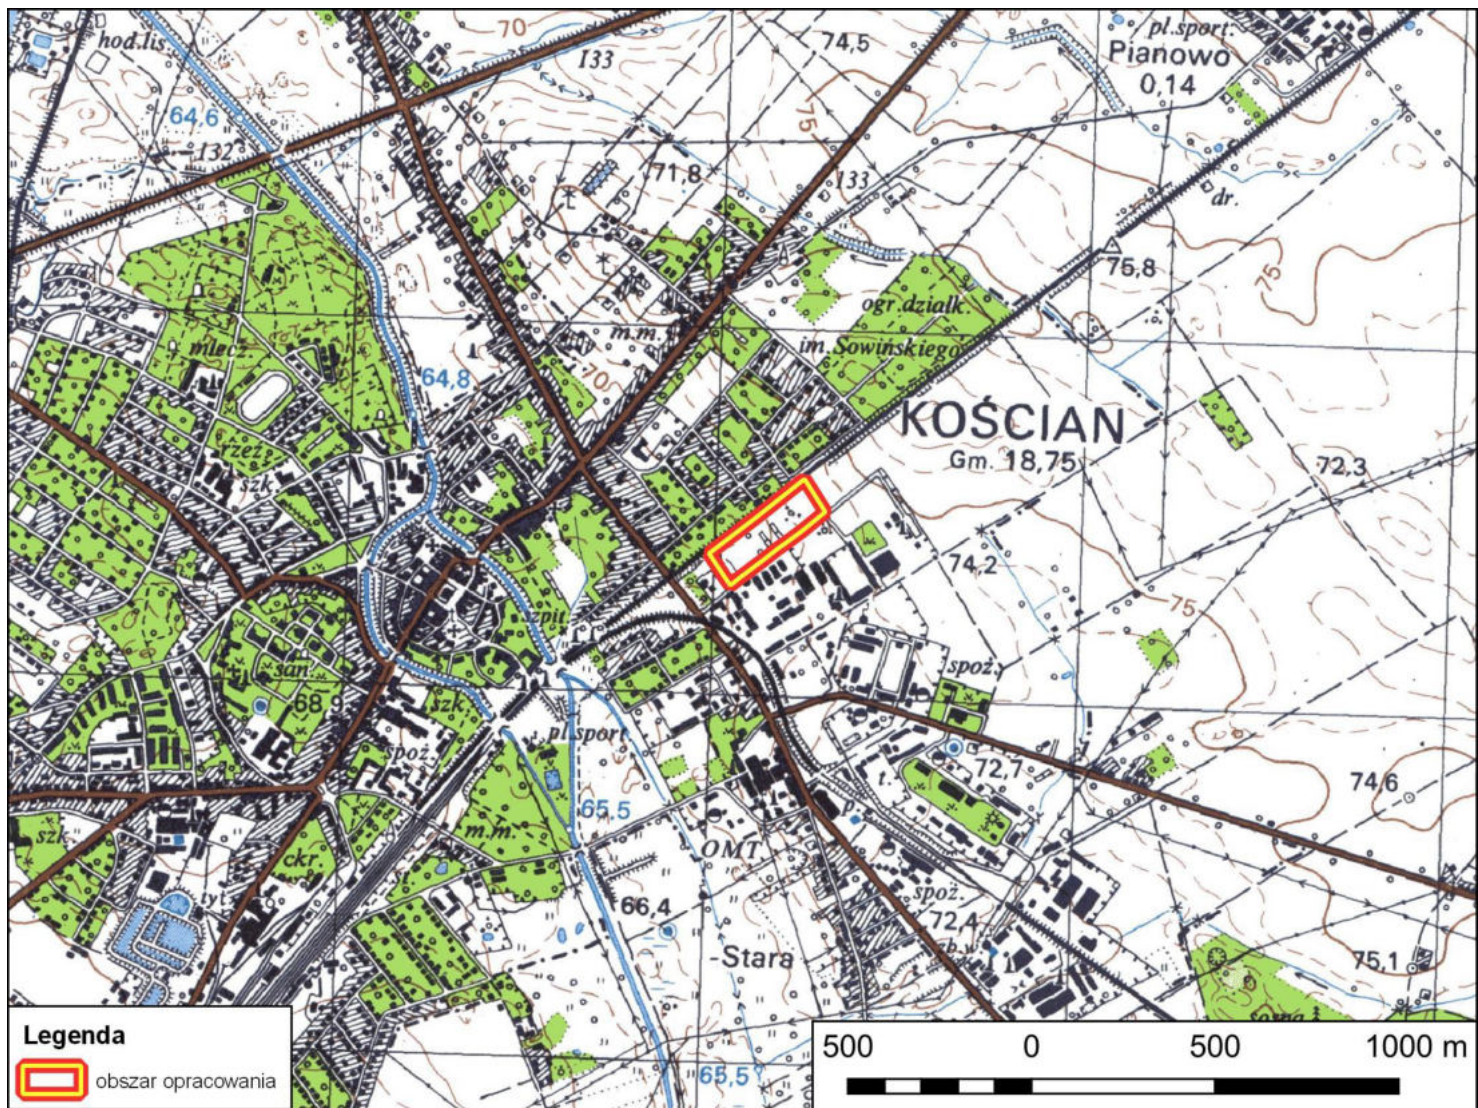 hod.lis.
70
133
74,5
pl.sport.
Pianowo
0,14
64,6
132
75
71,8
133
dr.
75,8
75
ogr.działk.
im. Sowińskiego
m.m.
mlecz.
64,8
70
KOŚCIAN
Gm. 18,75
rzeź.
szk.
72,3
74,2
75
szpit.
san.
68,9
szk.
spoż.
pl.sport
spoż.
72,7
74,6
t.
p.
65,5
m.m.
szk.
ckr.
OMT
spoż.
72,4
66,4
-Stara
75,1
sosna
65,5
Legenda
obszar opracowania
500 0 500 1000 m